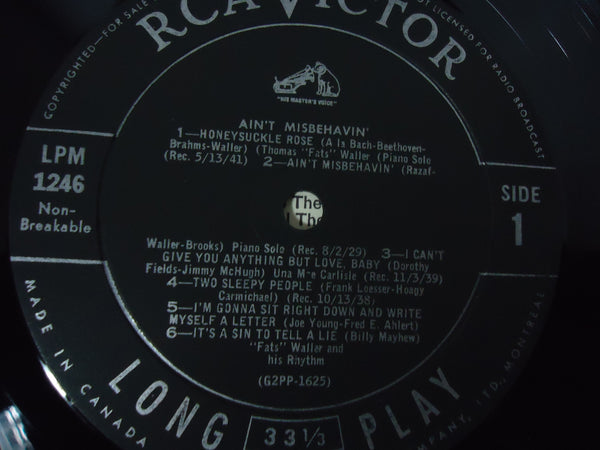 COPYRIGHTED—FOR SALE
RCA VICTOR
LICENSED FOR RADIO BROADCAST
"HIS MASTER'S VOICE"
AIN'T MISBEHAVIN'
1—HONEYSUCKLE ROSE (A la Bach-Beethoven-
Brahms-Waller) (Thomas "Fats" Waller (Piano Solo
(Rec. 5/13/41) 2—AIN'T MISBEHAVIN' (Razaf-
LPM
1246
Non-
Breakable
SIDE
1
The
The
Waller-Brooks) Piano Solo (Rec. 8/2/29) 3—I CAN'T
GIVE YOU ANYTHING BUT LOVE, BABY (Dorothy
Fields-Jimmy McHugh) Una Mae Carlisle (Rec. 11/3/39)
4—TWO SLEEPY PEOPLE (Frank Loesser-Hoagy
Carmichael) (Rec. 10/13/38)
5—I'M GONNA SIT RIGHT DOWN AND WRITE
MYSELF A LETTER (Joe Young-Fred E. Ahlert)
6—IT'S A SIN TO TELL A LIE (Billy Mayhew)
"Fats" Waller and
his Rhythm
(G2PP-1625)
MADE IN CANADA
LONG PLAY
33 1/3
COMPANY, LTD., MONTREAL